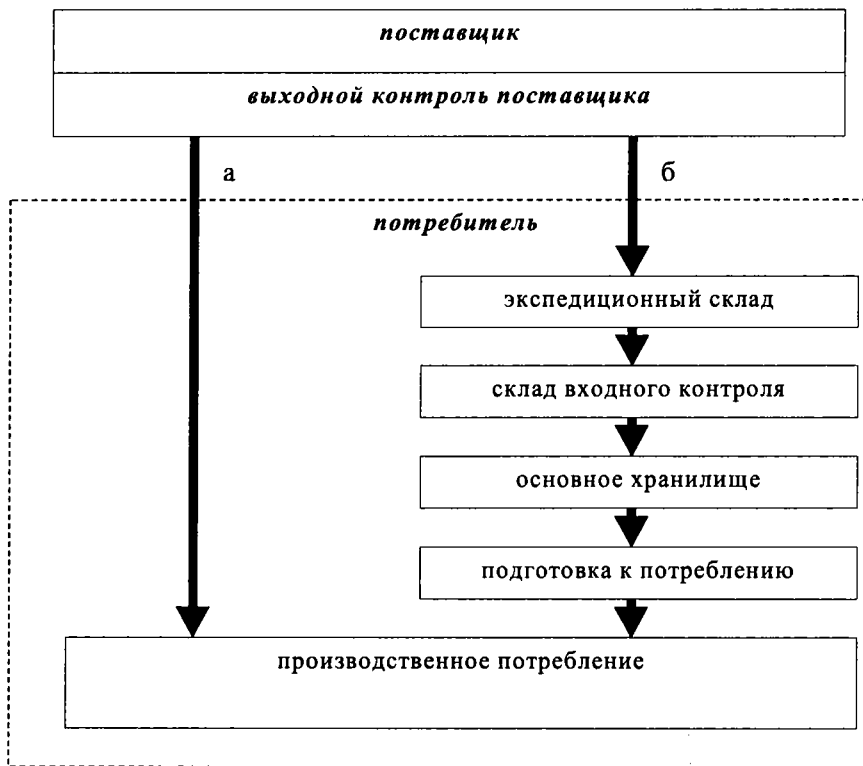 поставщик
выходной контроль поставщика
а
б
потребитель
экспедиционный склад
склад входного контроля
основное хранилище
подготовка к потреблению
производственное потребление